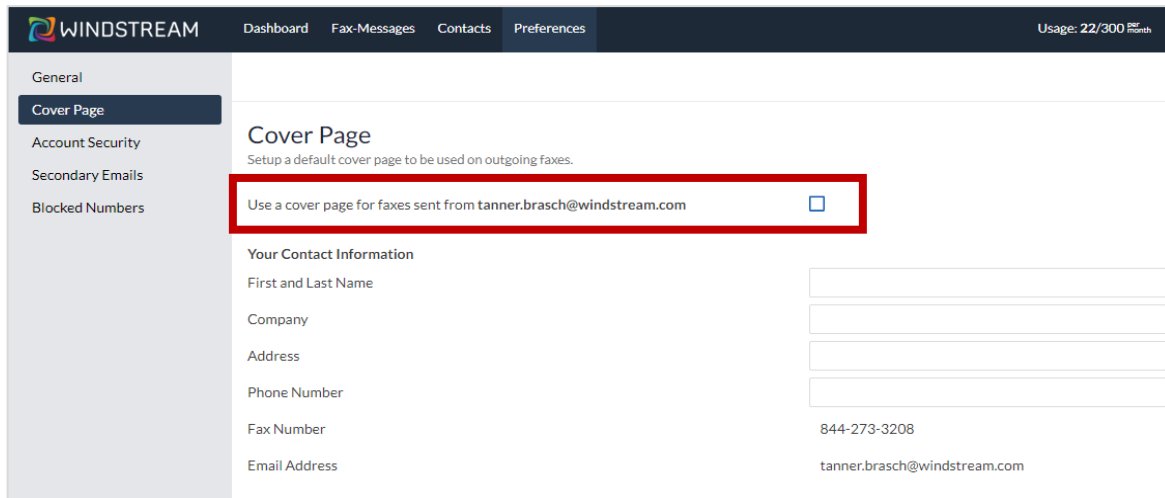 WINDSTREAM
Dashboard Fax-Messages Contacts Preferences
Usage: 22/300 per month
General
Cover Page
Account Security
Secondary Emails
Blocked Numbers
Cover Page
Setup a default cover page to be used on outgoing faxes.
Use a cover page for faxes sent from tanner.brasch@windstream.com
Your Contact Information
First and Last Name
Company
Address
Phone Number
Fax Number 844-273-3208
Email Address tanner.brasch@windstream.com